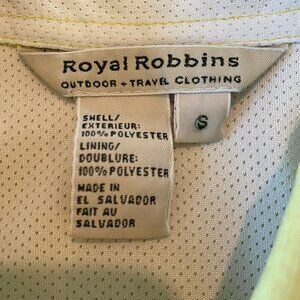 Royal Robbins
OUTDOOR + TRAVEL CLOTHING
S
SHELL/
EXTERIEUR:
100% POLYESTER
LINING/
DOUBLURE:
100% POLYESTER
MADE IN
EL SALVADOR
FAIT AU
SALVADOR